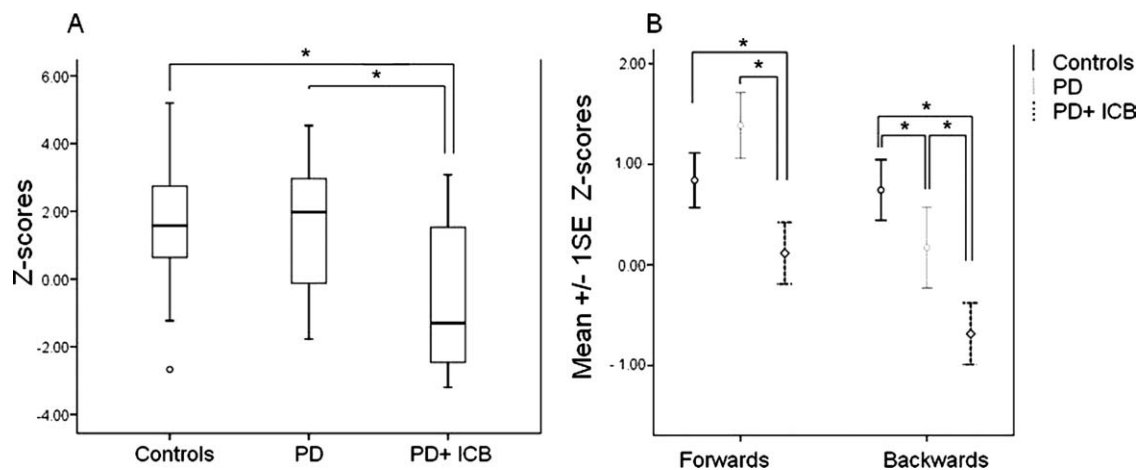 A
Z-scores
6.00
4.00
2.00
0.00
-2.00
-4.00
*
*
Controls
PD
PD+ ICB
B
Mean +/- 1SE Z-scores
2.00
1.00
0.00
- 1.00
*
*
*
*
*
Forwards
Backwards
Controls
PD
PD+ ICB